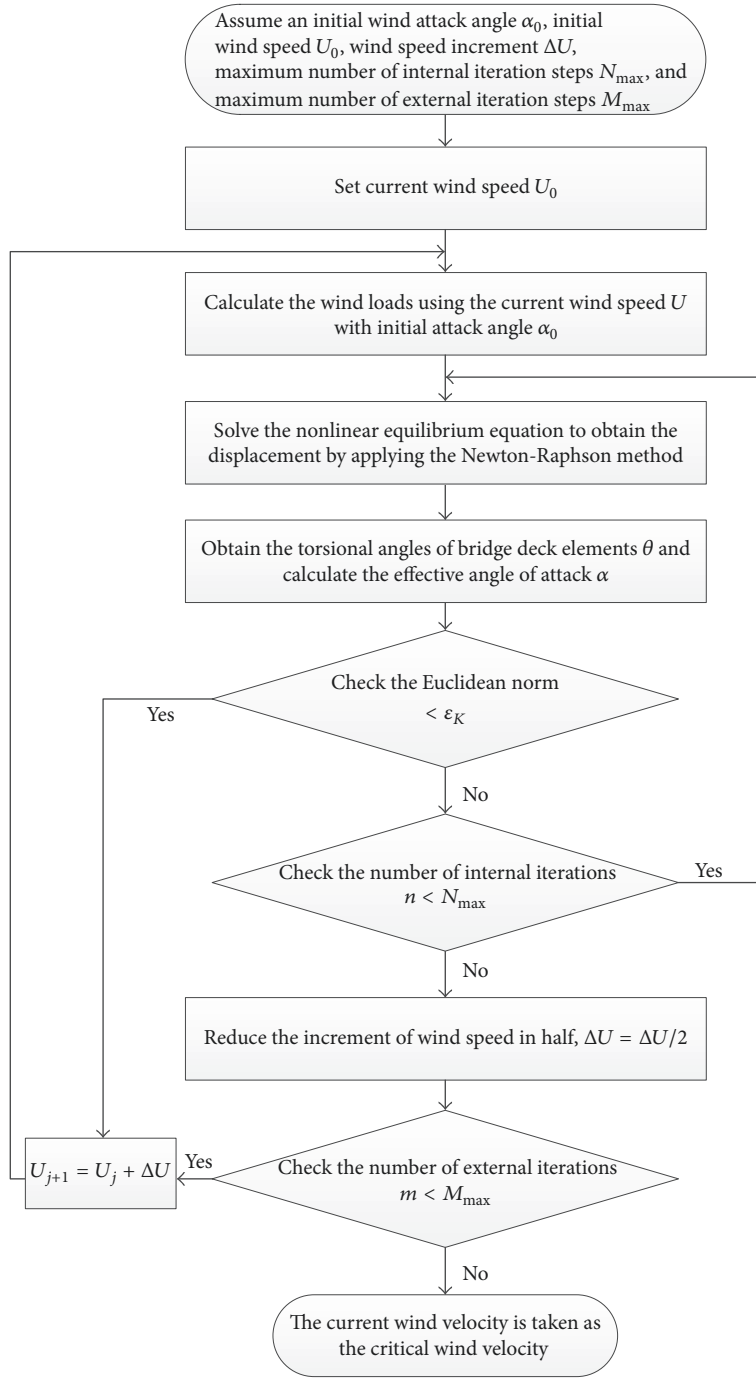 Assume an initial wind attack angle α₀, initial
wind speed U₀, wind speed increment ΔU,
maximum number of internal iteration steps Nₘₐₓ, and
maximum number of external iteration steps Mₘₐₓ
Set current wind speed U₀
Calculate the wind loads using the current wind speed U
with initial attack angle α₀
Solve the nonlinear equilibrium equation to obtain the
displacement by applying the Newton-Raphson method
Obtain the torsional angles of bridge deck elements θ and
calculate the effective angle of attack α
Check the Euclidean norm
< ε_K
Yes
No
Check the number of internal iterations
n < Nₘₐₓ
Yes
No
Reduce the increment of wind speed in half, ΔU = ΔU/2
U_{j+1} = U_j + ΔU
Yes
Check the number of external iterations
m < Mₘₐₓ
No
The current wind velocity is taken as
the critical wind velocity